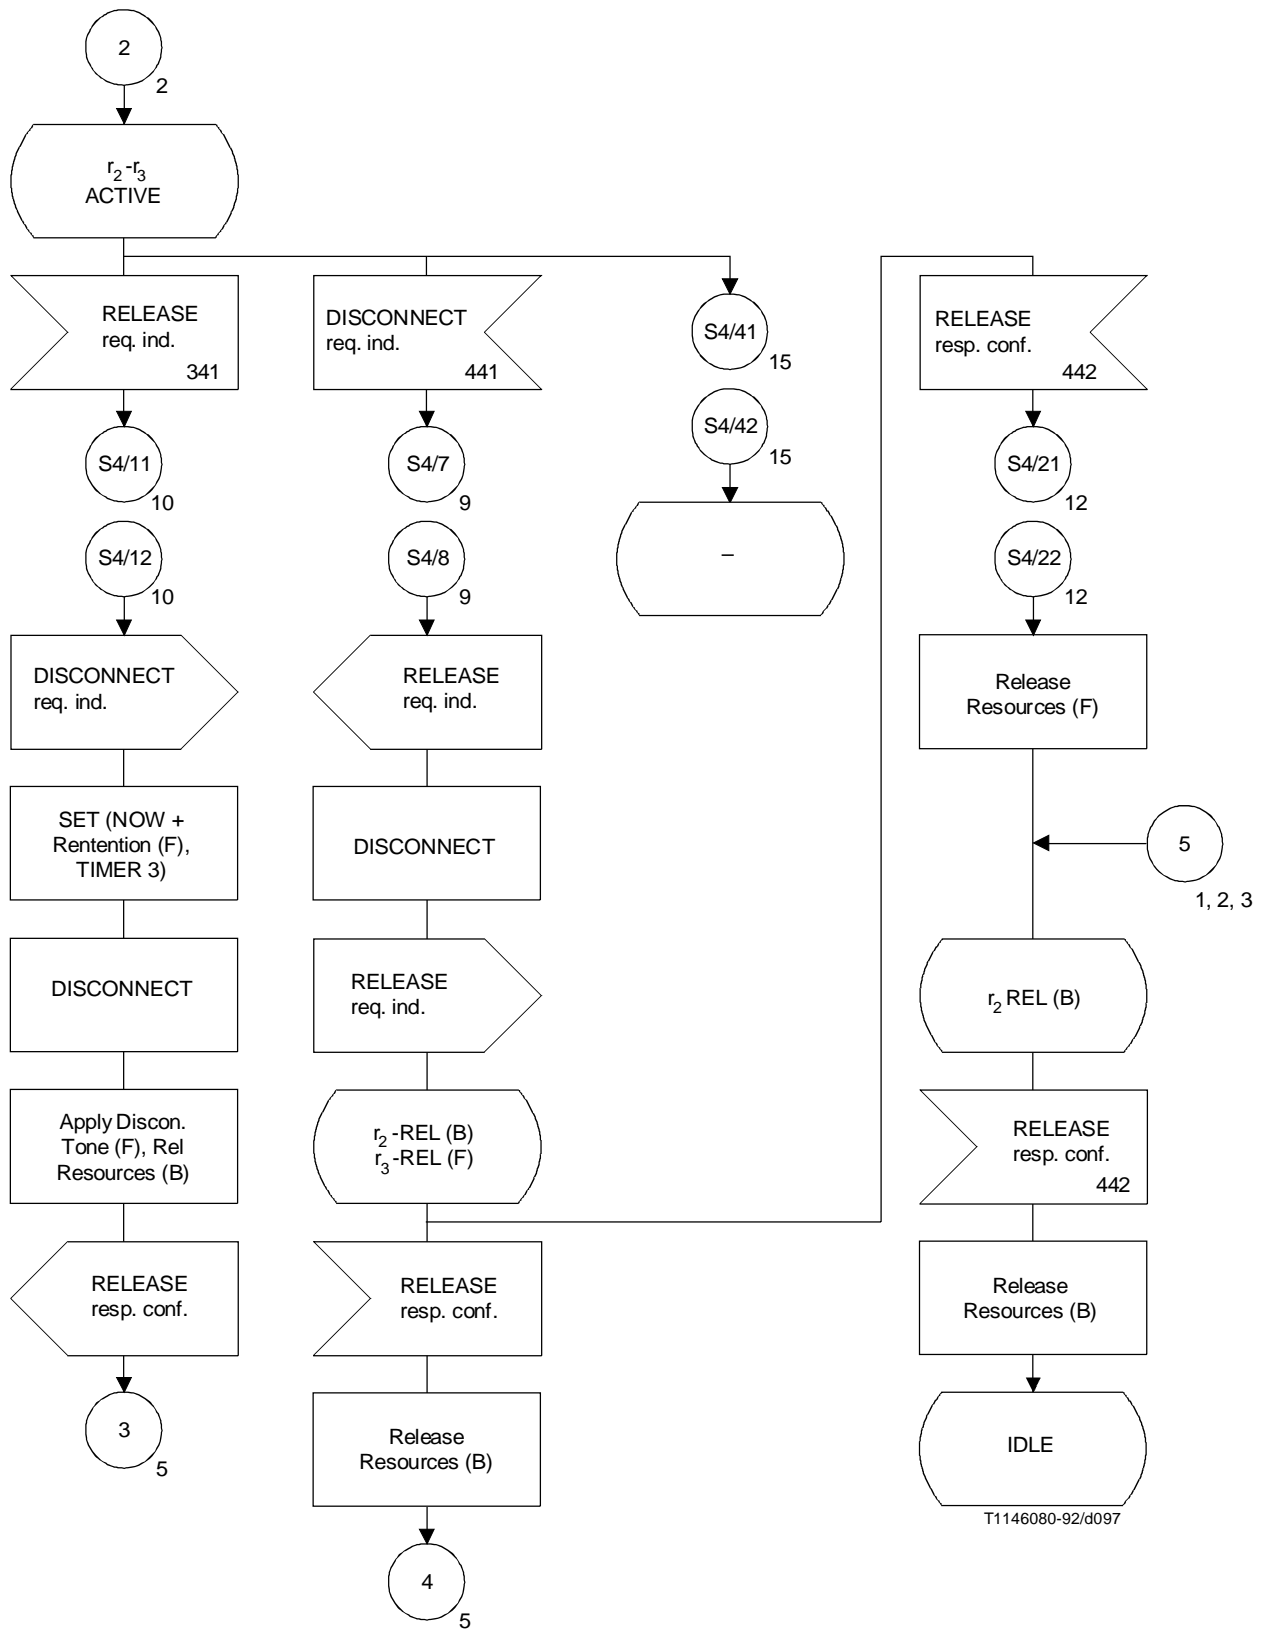 2
2
r2-r3
ACTIVE
RELEASE
req. ind.
341
S4/11
10
S4/12
10
DISCONNECT
req. ind.
SET (NOW +
Rentention (F),
TIMER 3)
DISCONNECT
Apply Discon.
Tone (F), Rel
Resources (B)
RELEASE
resp. conf.
3
5
DISCONNECT
req. ind.
441
S4/7
9
S4/8
9
RELEASE
req. ind.
DISCONNECT
RELEASE
req. ind.
r2-REL (B)
r3-REL (F)
RELEASE
resp. conf.
Release
Resources (B)
4
5
S4/41
15
S4/42
15
–
RELEASE
resp. conf.
442
S4/21
12
S4/22
12
Release
Resources (F)
5
1, 2, 3
r2 REL (B)
RELEASE
resp. conf.
442
Release
Resources (B)
IDLE
T1146080-92/d097